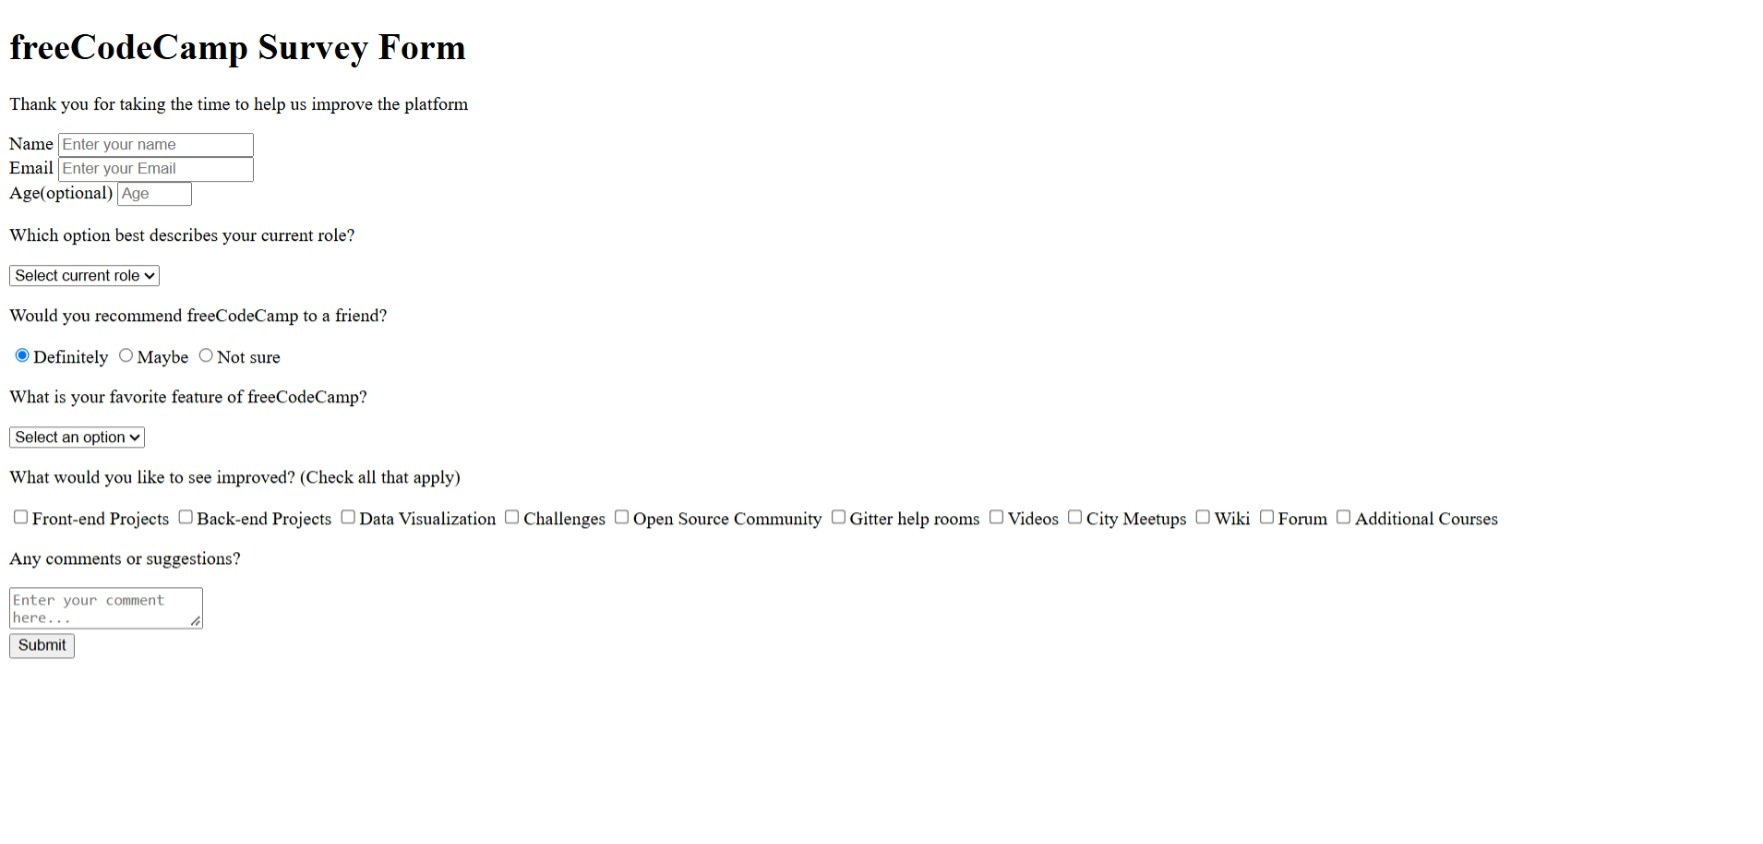 freeCodeCamp Survey Form
Thank you for taking the time to help us improve the platform
Name Enter your name
Email Enter your Email
Age(optional) Age
Which option best describes your current role?
Select current role
Would you recommend freeCodeCamp to a friend?
Definitely Maybe Not sure
What is your favorite feature of freeCodeCamp?
Select an option
What would you like to see improved? (Check all that apply)
Front-end Projects Back-end Projects Data Visualization Challenges Open Source Community Gitter help rooms Videos City Meetups Wiki Forum Additional Courses
Any comments or suggestions?
Enter your comment
here...
Submit